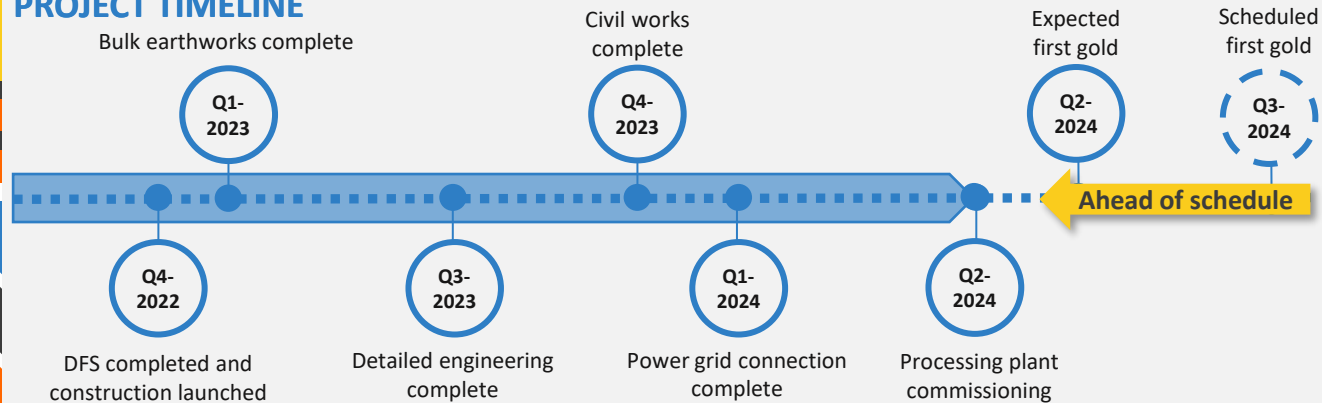 PROJECT TIMELINE
Bulk earthworks complete
Civil works
complete
Expected
first gold
Scheduled
first gold
Q1-
2023
Q4-
2023
Q2-
2024
Q3-
2024
Ahead of schedule
Q4-
2022
Q3-
2023
Q1-
2024
Q2-
2024
DFS completed and
construction launched
Detailed engineering
complete
Power grid connection
complete
Processing plant
commissioning